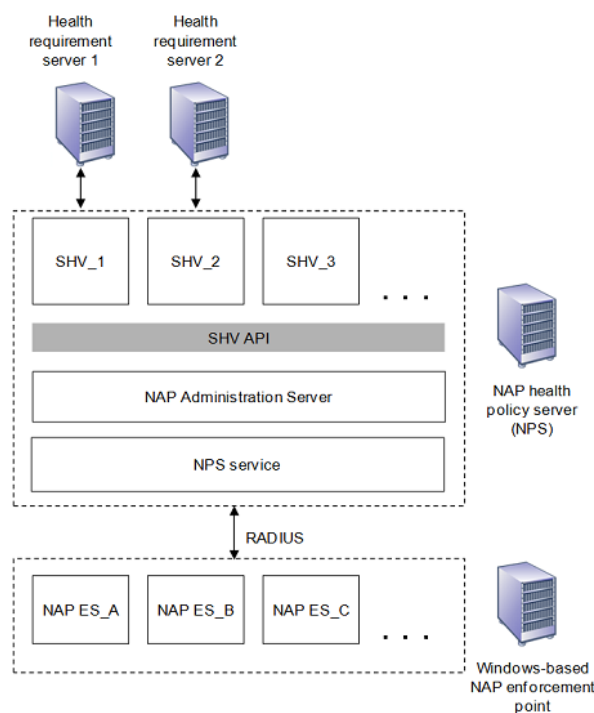 Health
requirement
server 1
Health
requirement
server 2
SHV_1
SHV_2
SHV_3
. . .
SHV API
NAP Administration Server
NPS service
NAP health
policy server
(NPS)
RADIUS
NAP ES_A
NAP ES_B
NAP ES_C
. . .
Windows-based
NAP enforcement
point